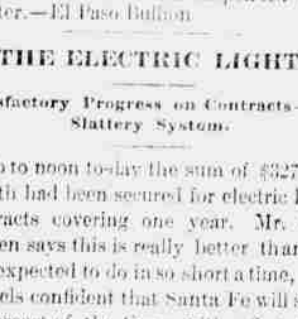 ter.—El Paso Bullion
THE ELECTRIC LIGHT
sfactory Progress on Contracts-
Slattery System.
to noon to-day the sum of $327
th had been secured for electric
racts covering one year. Mr.
en says this is really better than
expected to do in so short a time,
els confident that Santa Fe will s